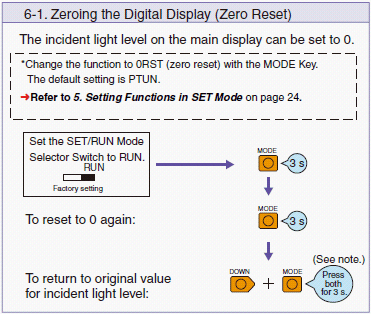 6-1. Zeroing the Digital Display (Zero Reset)
The incident light level on the main display can be set to 0.
*Change the function to 0RST (zero reset) with the MODE Key.
The default setting is PTUN.
➜Refer to 5. Setting Functions in SET Mode on page 24.
Set the SET/RUN Mode
Selector Switch to RUN.
RUN
Factory setting
MODE
3 s
To reset to 0 again:
MODE
3 s
(See note.)
To return to original value
for incident light level:
DOWN
+
MODE
Press
both
for 3 s.